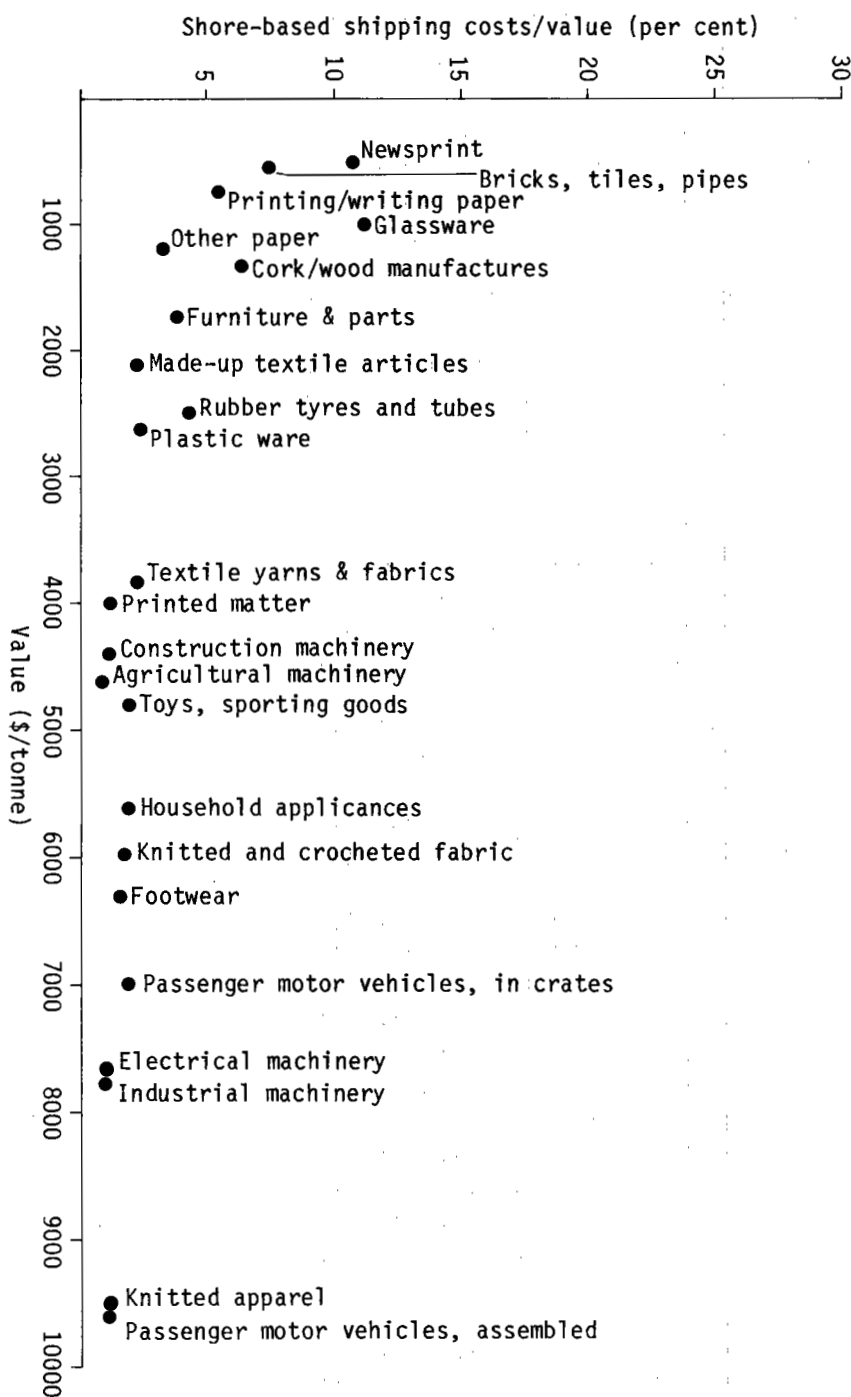 Shore-based shipping costs/value (per cent)
5
10
15
20
25
30
Newsprint
Bricks, tiles, pipes
Printing/writing paper
Glassware
Other paper
Cork/wood manufactures
Furniture & parts
Made-up textile articles
Rubber tyres and tubes
Plastic ware
Textile yarns & fabrics
Printed matter
Construction machinery
Agricultural machinery
Toys, sporting goods
Household applicances
Knitted and crocheted fabric
Footwear
Passenger motor vehicles, in crates
Electrical machinery
Industrial machinery
Knitted apparel
Passenger motor vehicles, assembled
1000
2000
3000
4000
5000
6000
7000
8000
9000
10000
Value ($/tonne)